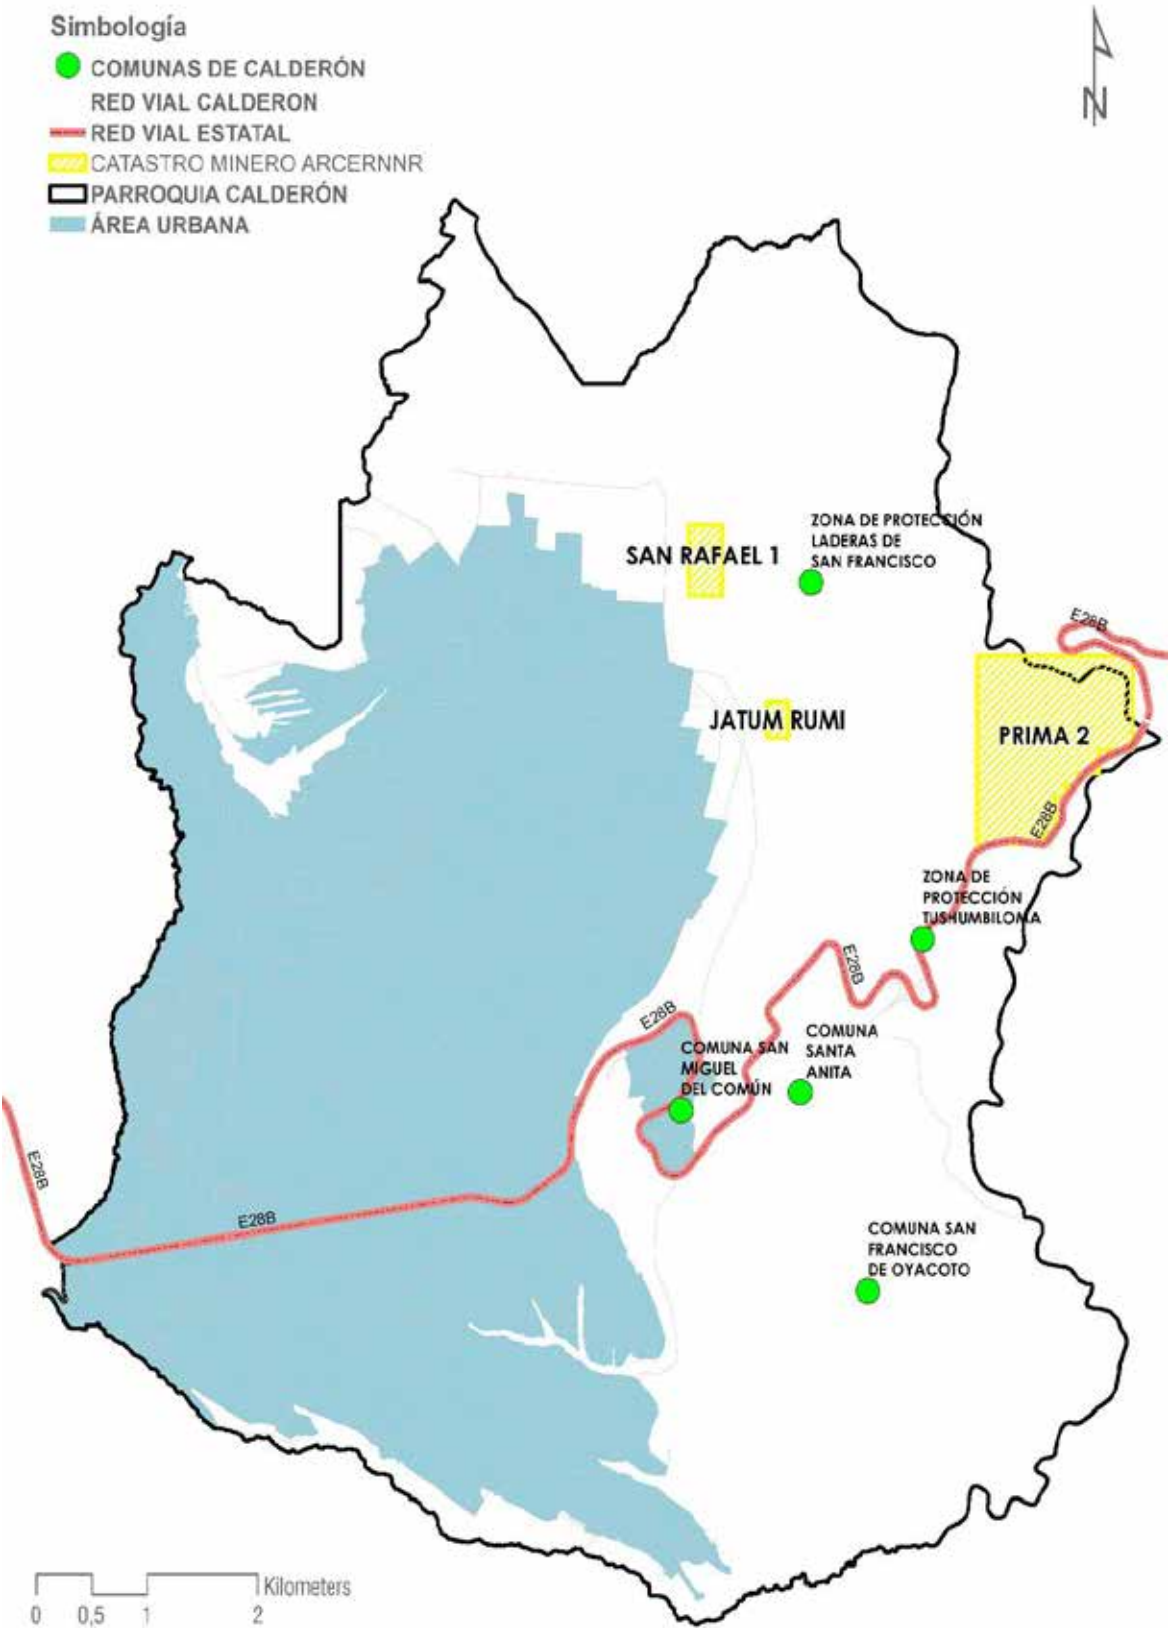 Simbología
COMUNAS DE CALDERÓN
RED VIAL CALDERON
RED VIAL ESTATAL
CATASTRO MINERO ARCERNNR
PARROQUIA CALDERÓN
ÁREA URBANA
N
ZONA DE PROTECCIÓN
LADERAS DE
SAN FRANCISCO
SAN RAFAEL 1
E28B
JATUM RUMI
PRIMA 2
E28B
ZONA DE
PROTECCIÓN
TUSHUMBILOMA
E28B
E28B
COMUNA SAN
MIGUEL
DEL COMÚN
COMUNA
SANTA
ANITA
E28B
E28B
COMUNA SAN
FRANCISCO
DE OYACOTO
Kilometers
0 0,5 1 2